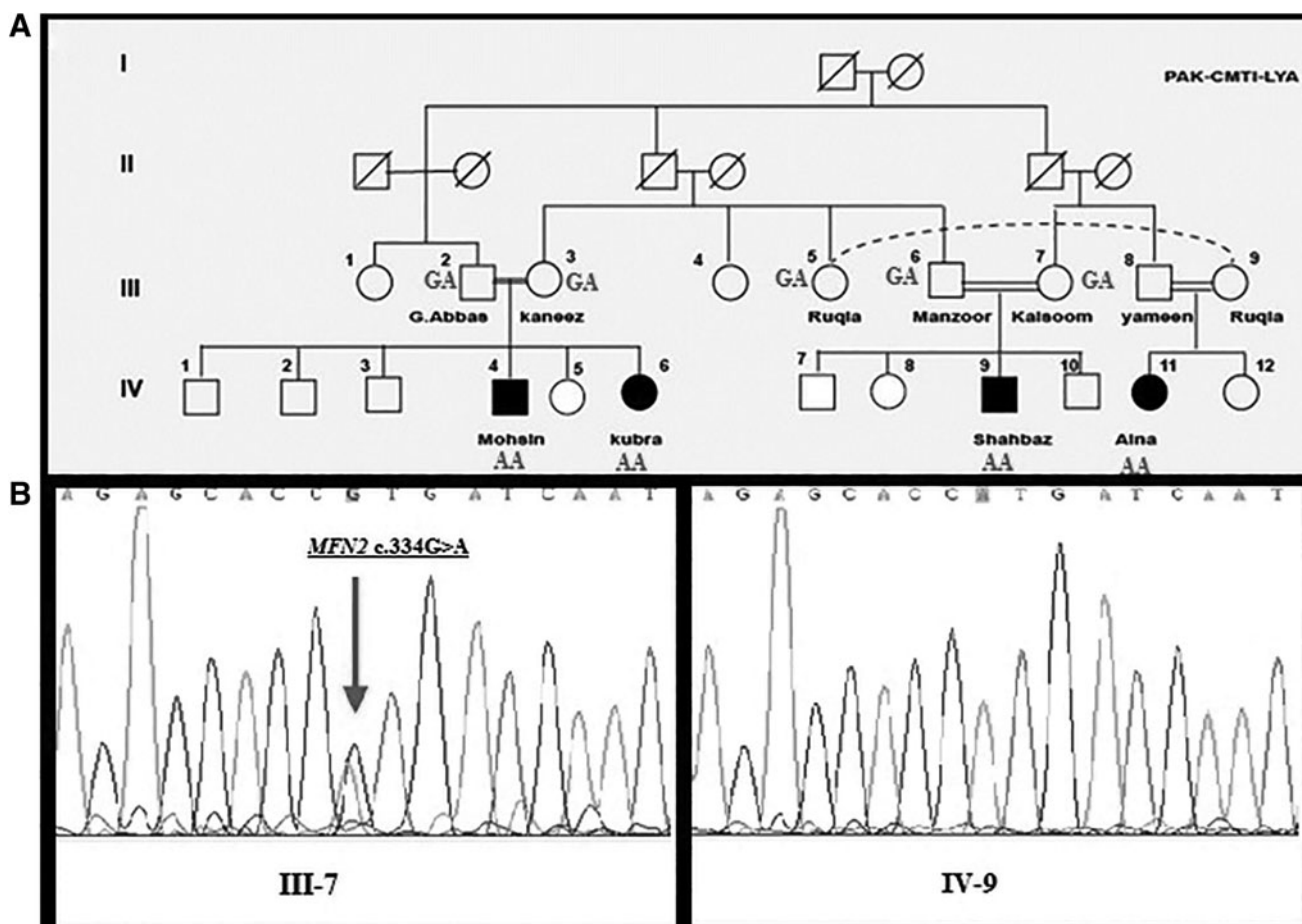 A
I
PAK-CMTI-LYA
II
1 2 3 4 5 6 7 8 9
GA GA GA GA GA
III
G.Abbas kaneez Ruqia Manzoor Kalsoom yameen Ruqia
1 2 3 4 5 6 7 8 9 10 11 12
IV
Mohsin kubra Shahbaz Aina
AA AA AA AA
B
A G A G C A C C G T G A T C A A T
A G A G C A C C A T G A T C A A T
MFN2 c.334G>A
III-7
IV-9